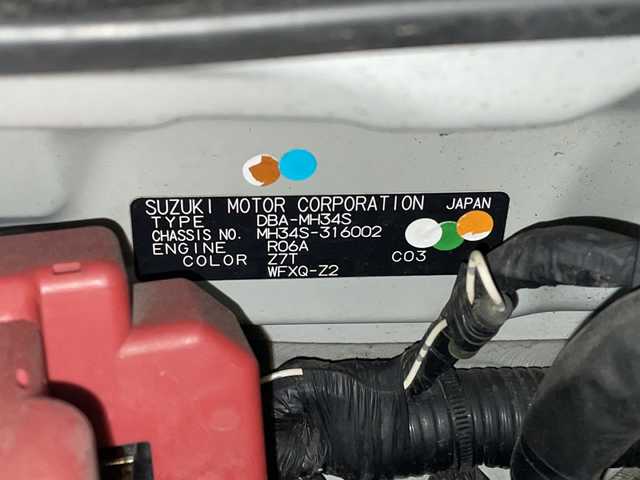 SUZUKI MOTOR CORPORATION JAPAN
TYPE DBA-MH34S
CHASSIS NO. MH34S-316002
ENGINE R06A
COLOR Z7T C03
WFXQ-Z2